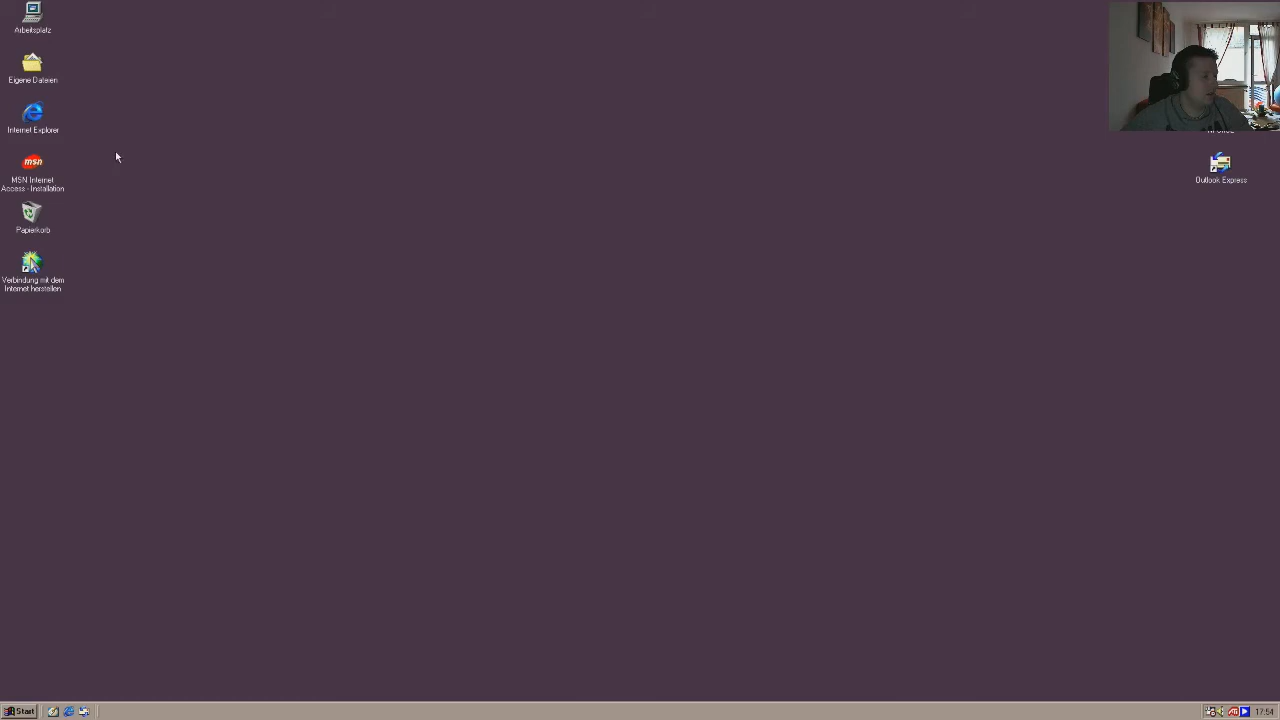 Arbeitsplatz
Eigene Dateien
Internet Explorer
msn
MSN Internet
Access - Installation
Papierkorb
Verbindung mit dem
Internet herstellen
Outlook Express
Start
17:54